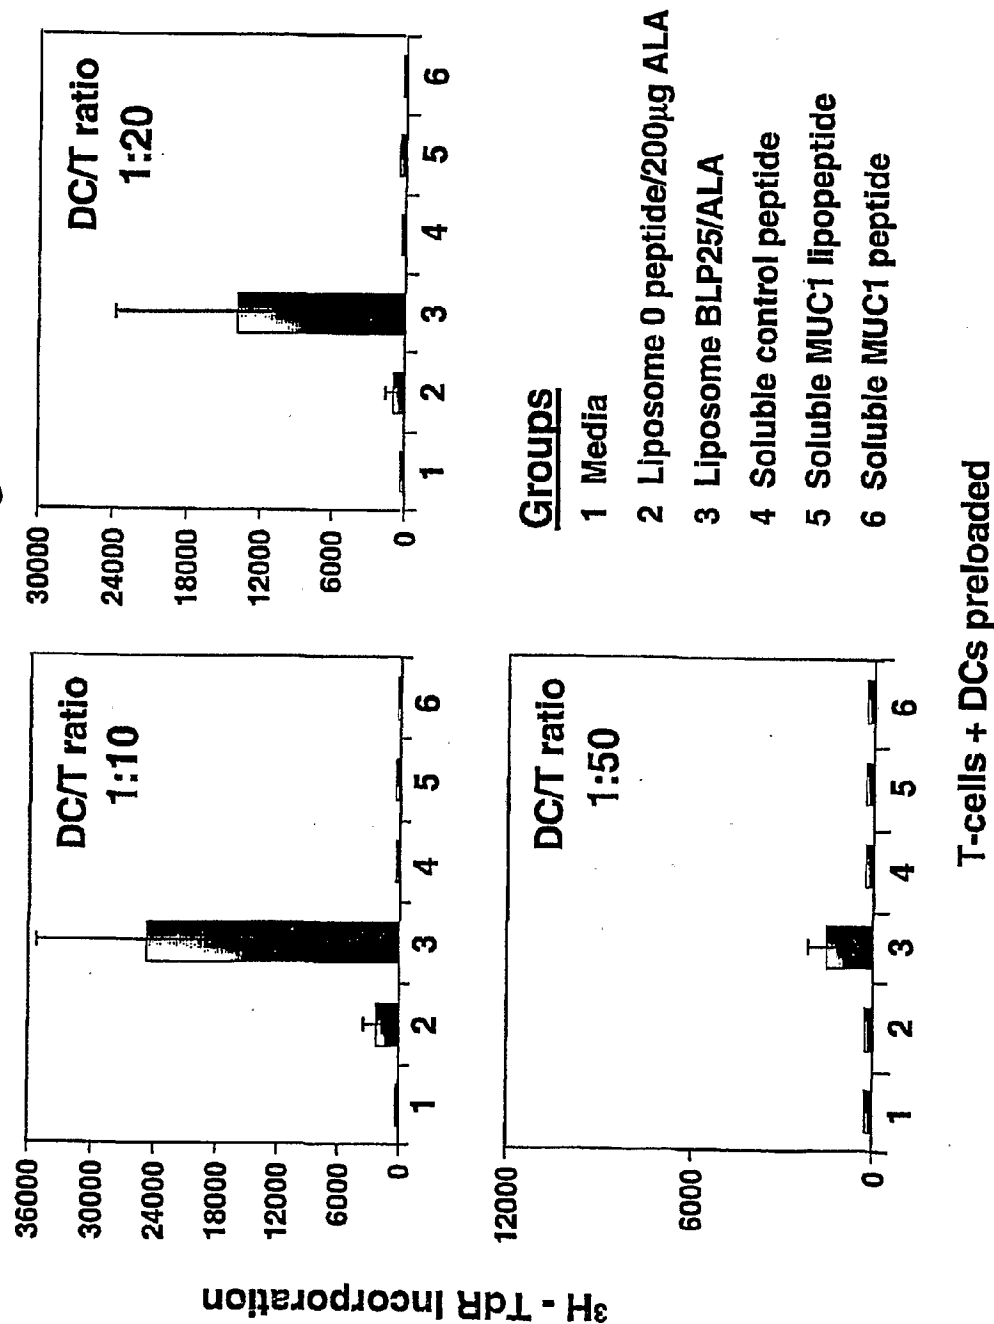 ³H - TdR Incorporation
36000
30000
24000
18000
12000
6000
0
DC/T ratio
1:10
1 2 3 4 5 6
30000
24000
18000
12000
6000
0
DC/T ratio
1:20
1 2 3 4 5 6
12000
6000
0
DC/T ratio
1:50
1 2 3 4 5 6
Groups
1 Media
2 Liposome 0 peptide/200µg ALA
3 Liposome BLP25/ALA
4 Soluble control peptide
5 Soluble MUC1 lipopeptide
6 Soluble MUC1 peptide
T-cells + DCs preloaded